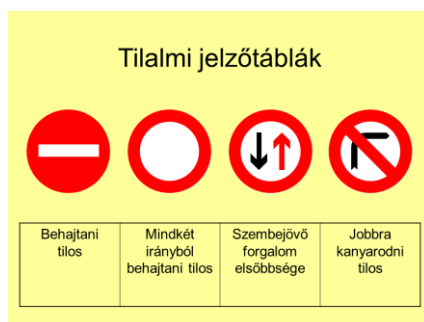 Tilalmi jelzőtáblák
Behajtani
tilos
Mindkét
irányból
behajtani tilos
Szembejövő
forgalom
elsőbbsége
Jobbra
kanyarodni
tilos